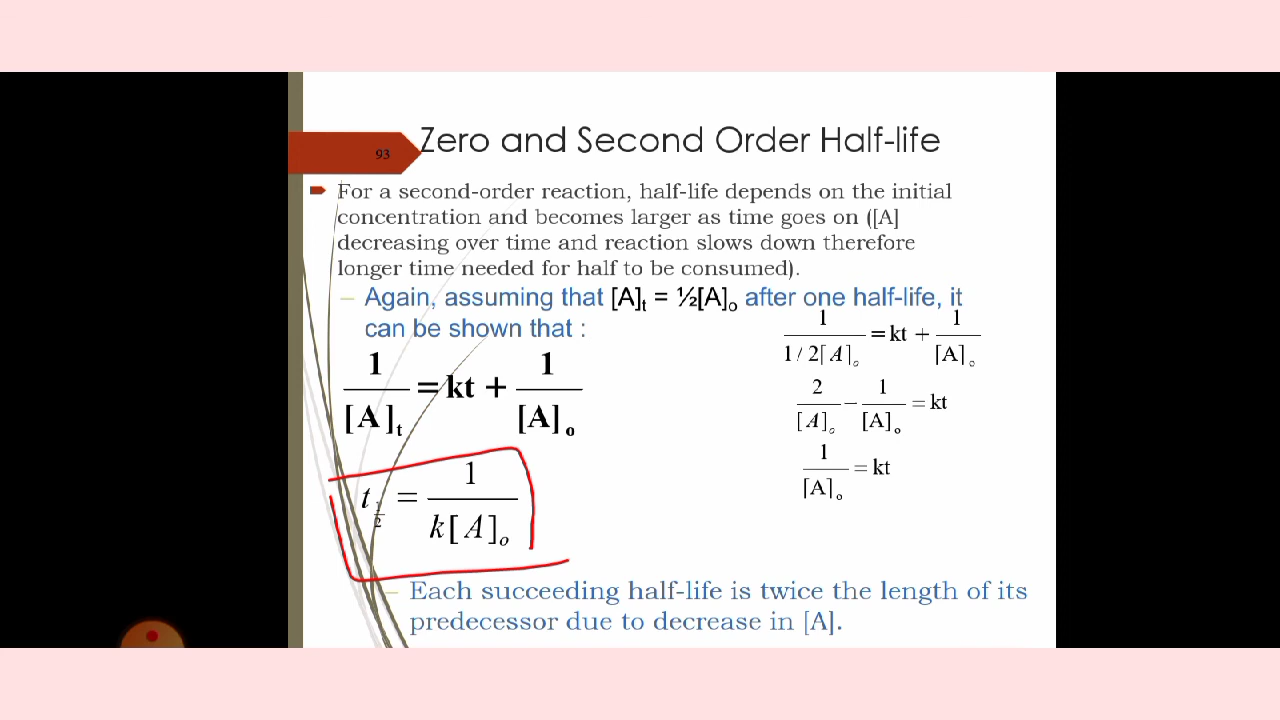 Zero and Second Order Half-life
93
For a second-order reaction, half-life depends on the initial
concentration and becomes larger as time goes on ([A]
decreasing over time and reaction slows down therefore
longer time needed for half to be consumed).
– Again, assuming that [A]t = ½[A]o after one half-life, it
can be shown that :
1/[A]t = kt + 1/[A]o
t1/2 = 1/k[A]o
1/1/2[A]o = kt + 1/[A]o
2/[A]o − 1/[A]o = kt
1/[A]o = kt
– Each succeeding half-life is twice the length of its
predecessor due to decrease in [A].